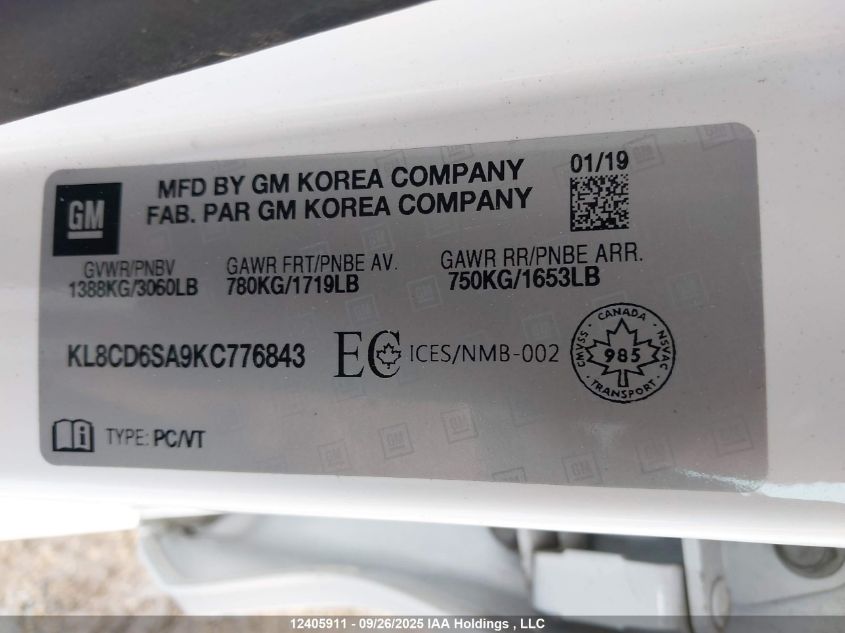 GM
MFD BY GM KOREA COMPANY
FAB. PAR GM KOREA COMPANY
01/19
GVWR/PNBV
1388KG/3060LB
GAWR FRT/PNBE AV.
780KG/1719LB
GAWR RR/PNBE ARR.
750KG/1653LB
KL8CD6SA9KC776843
EC ICES/NMB-002
CANADA
CMVSS
985
NSVAC
TRANSPORT
i TYPE: PC/VT
12405911 - 09/26/2025 IAA Holdings , LLC